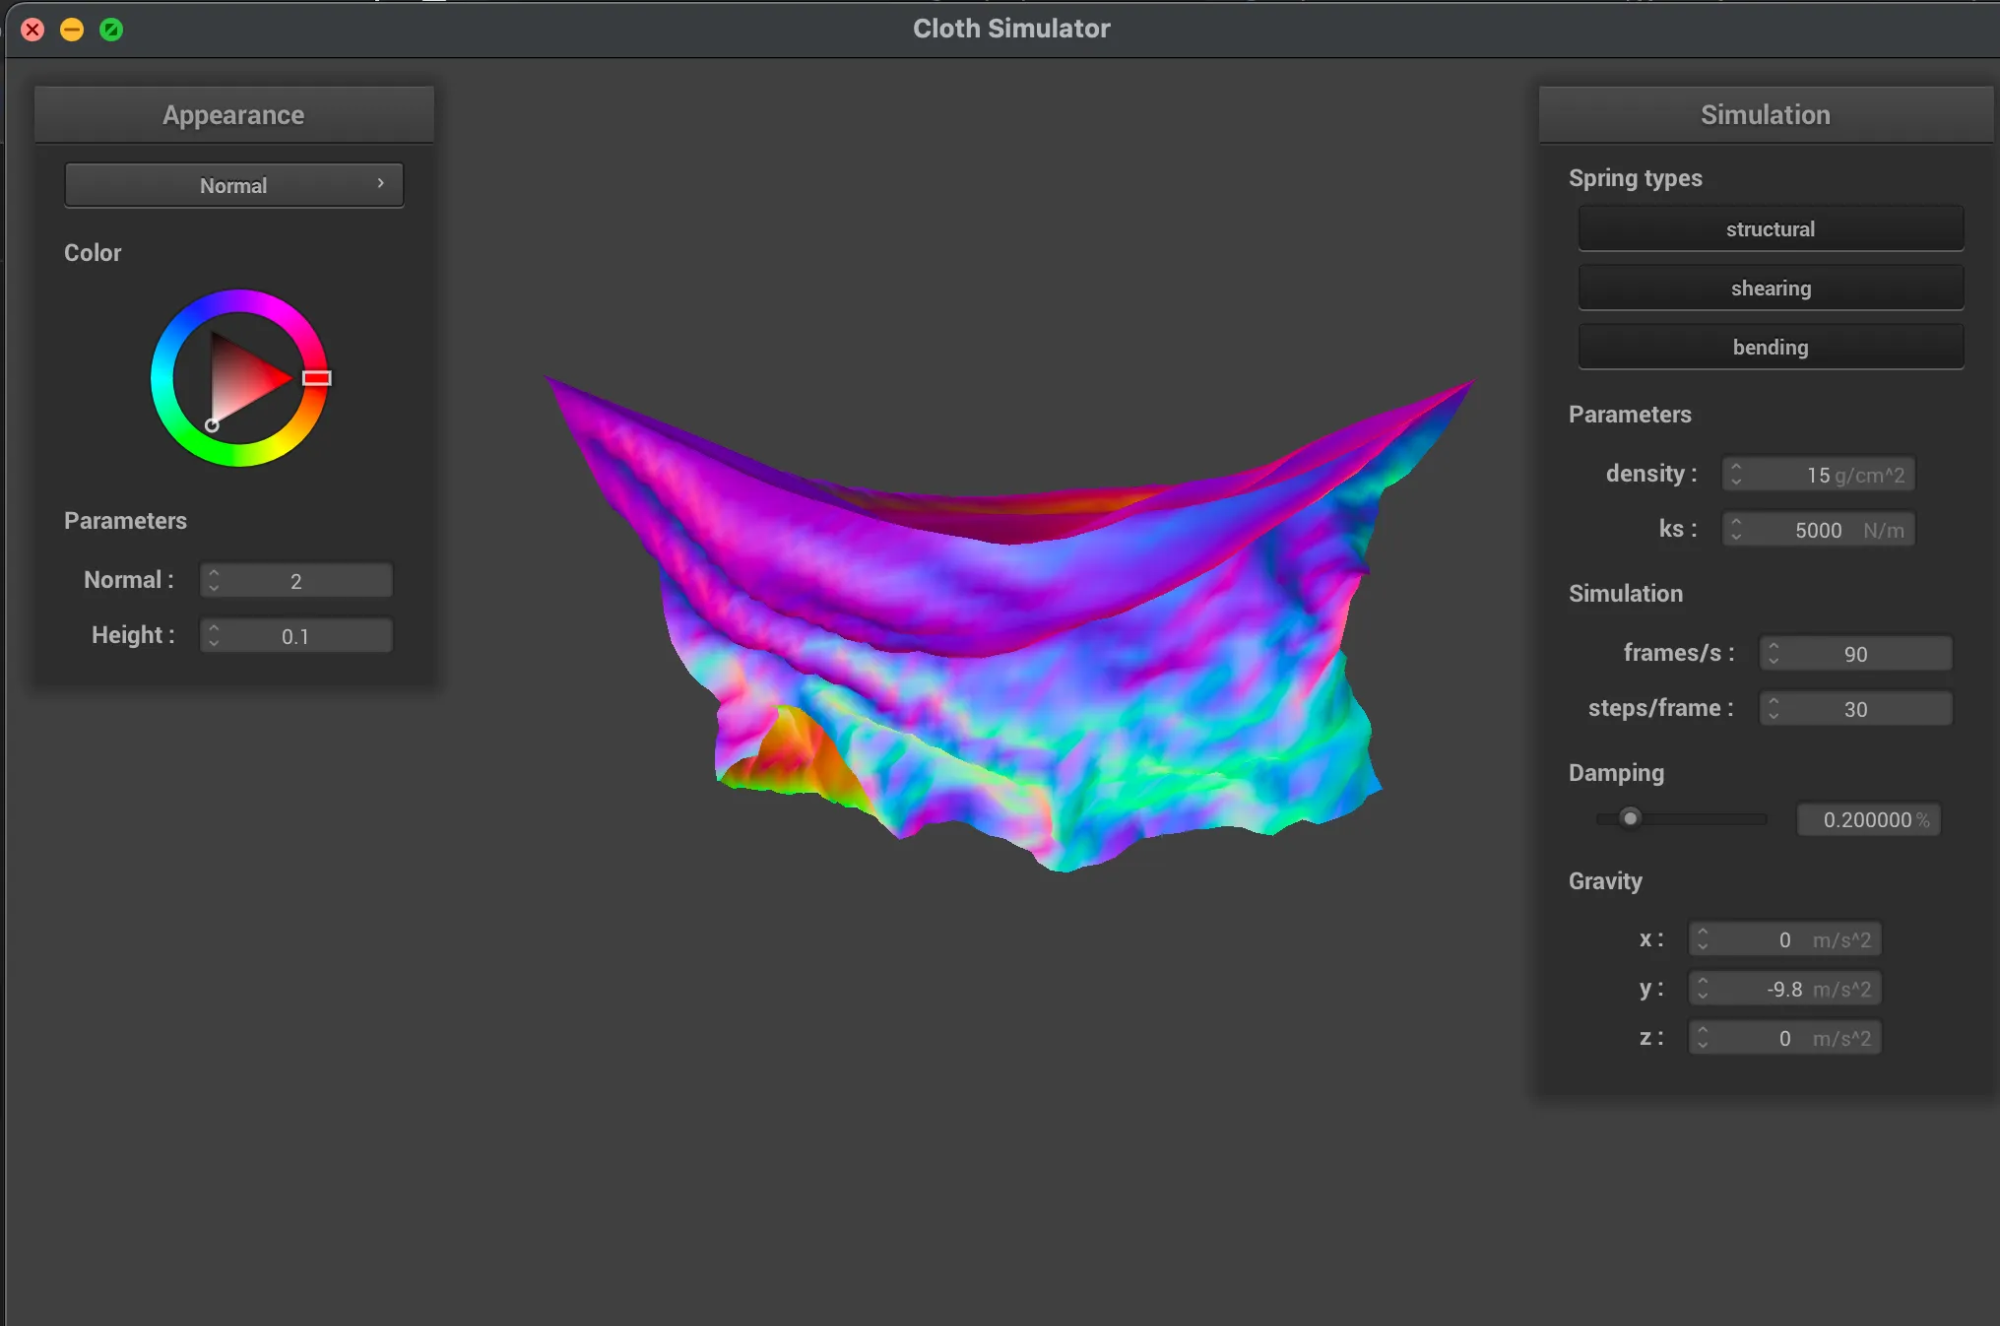 Cloth Simulator
Appearance
Normal
Color
Parameters
Normal : 2
Height : 0.1
Simulation
Spring types
structural
shearing
bending
Parameters
density : 15 g/cm^2
ks : 5000 N/m
Simulation
frames/s : 90
steps/frame : 30
Damping
0.200000 %
Gravity
x : 0 m/s^2
y : -9.8 m/s^2
z : 0 m/s^2